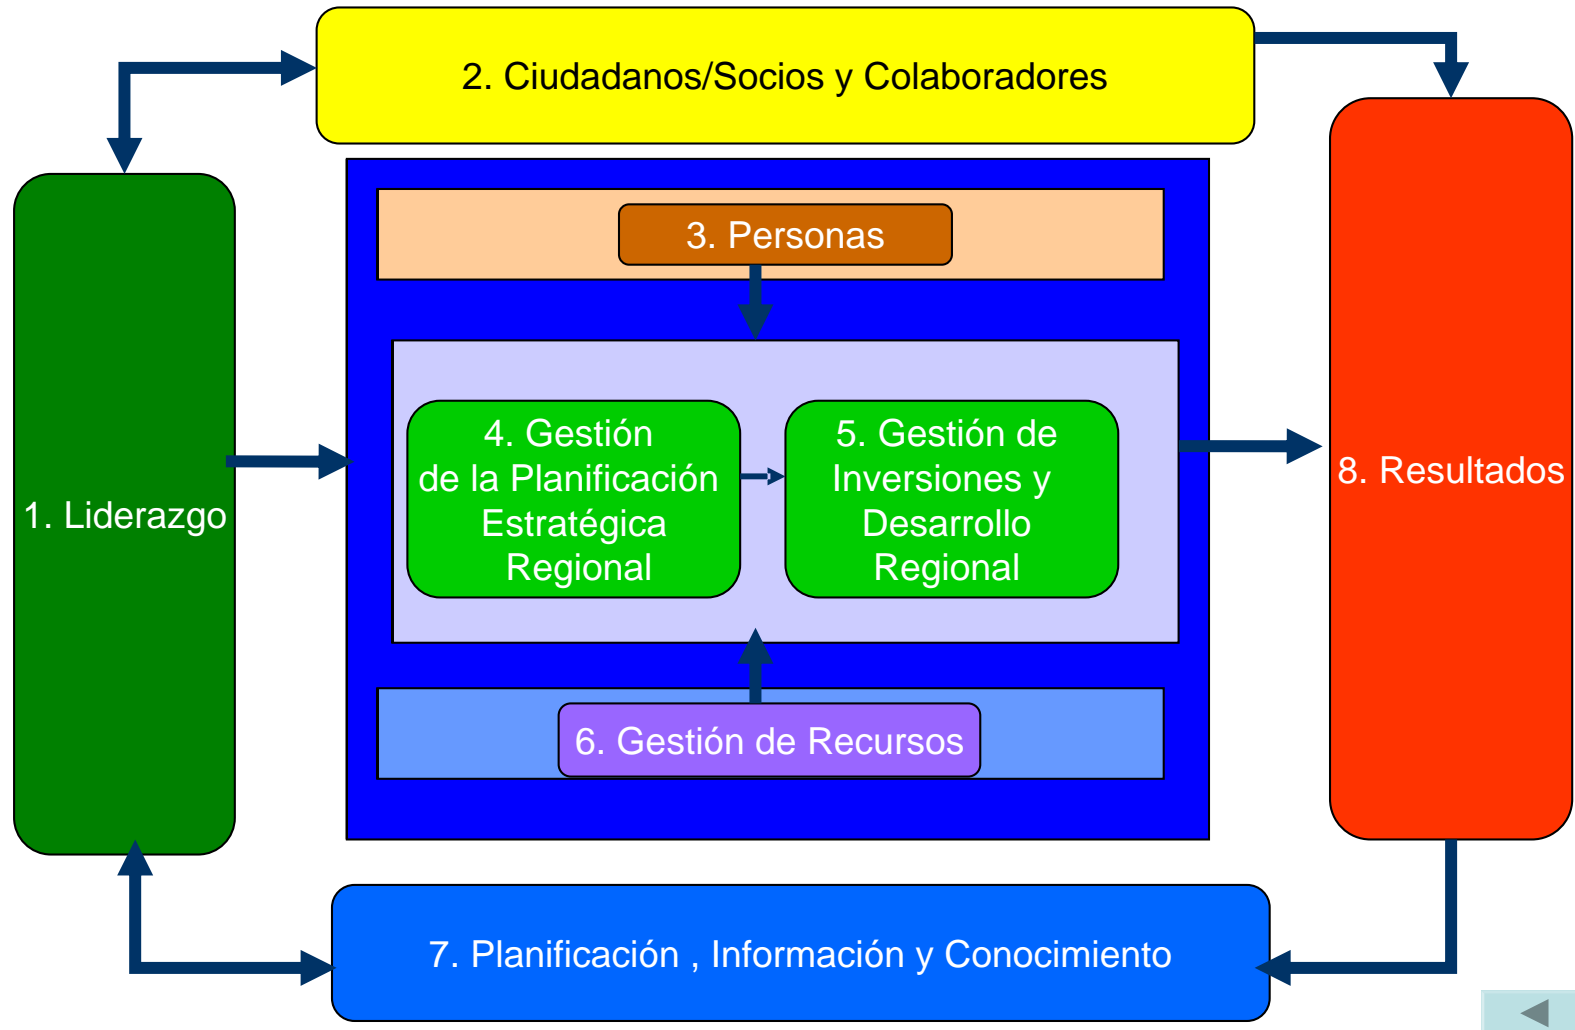 2. Ciudadanos/Socios y Colaboradores
3. Personas
4. Gestión
de la Planificación
Estratégica
Regional
5. Gestión de
Inversiones y
Desarrollo
Regional
8. Resultados
1. Liderazgo
6. Gestión de Recursos
7. Planificación , Información y Conocimiento